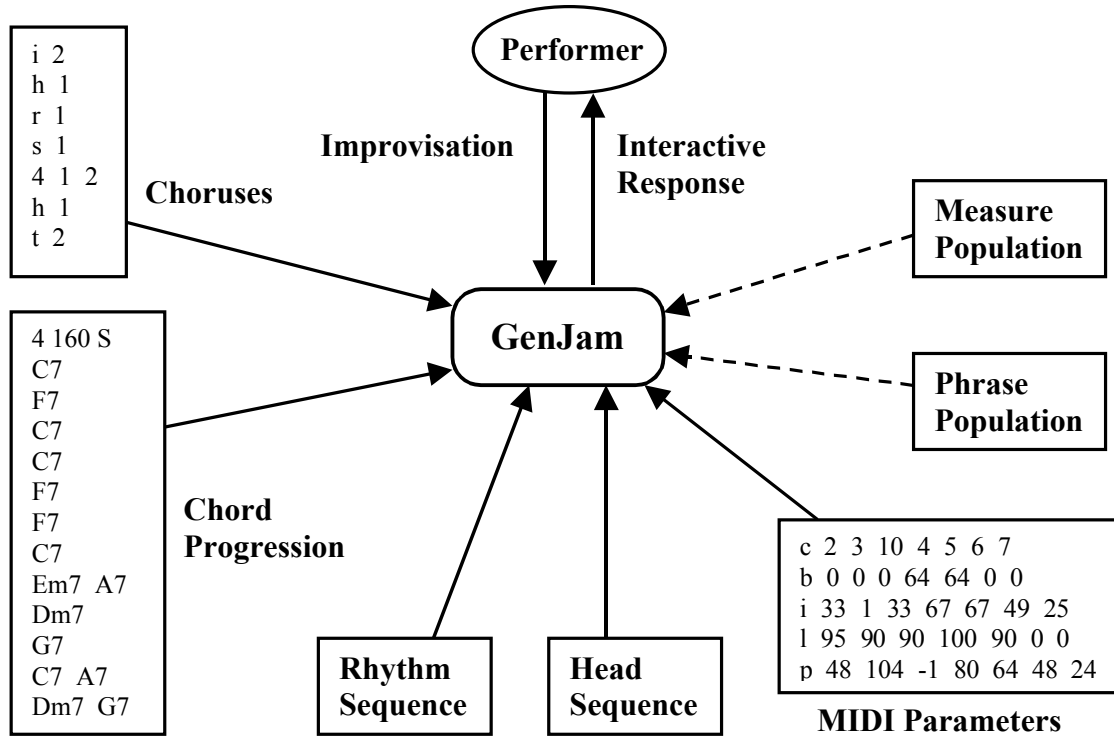 i 2
h 1
r 1
s 1
4 1 2
h 1
t 2
Choruses
Performer
Improvisation
Interactive
Response
Measure
Population
GenJam
Phrase
Population
4 160 S
C7
F7
C7
C7
F7
F7
C7
Em7 A7
Dm7
G7
C7 A7
Dm7 G7
Chord
Progression
Rhythm
Sequence
Head
Sequence
c 2 3 10 4 5 6 7
b 0 0 0 64 64 0 0
i 33 1 33 67 67 49 25
l 95 90 90 100 90 0 0
p 48 104 -1 80 64 48 24
MIDI Parameters